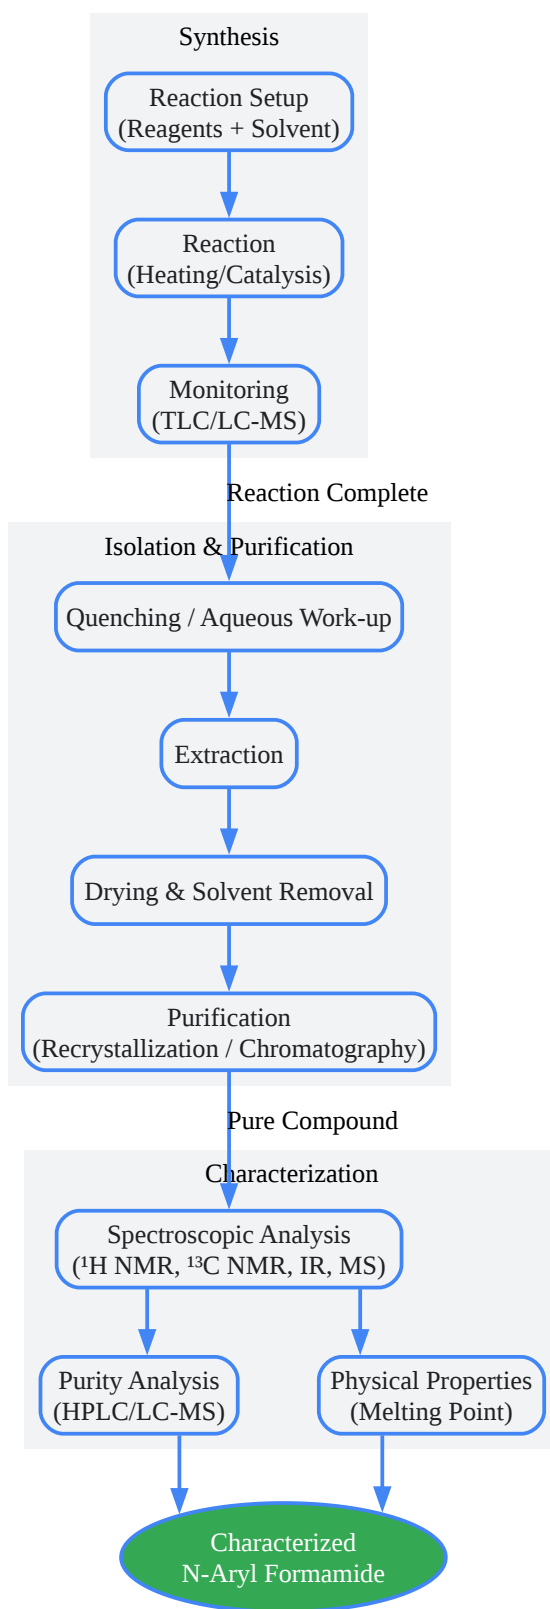 Synthesis
Reaction Setup
(Reagents + Solvent)
Reaction
(Heating/Catalysis)
Monitoring
(TLC/LC-MS)
Reaction Complete
Isolation & Purification
Quenching / Aqueous Work-up
Extraction
Drying & Solvent Removal
Purification
(Recrystallization / Chromatography)
Pure Compound
Characterization
Spectroscopic Analysis
(¹H NMR, ¹³C NMR, IR, MS)
Purity Analysis
(HPLC/LC-MS)
Physical Properties
(Melting Point)
Characterized
N-Aryl Formamide